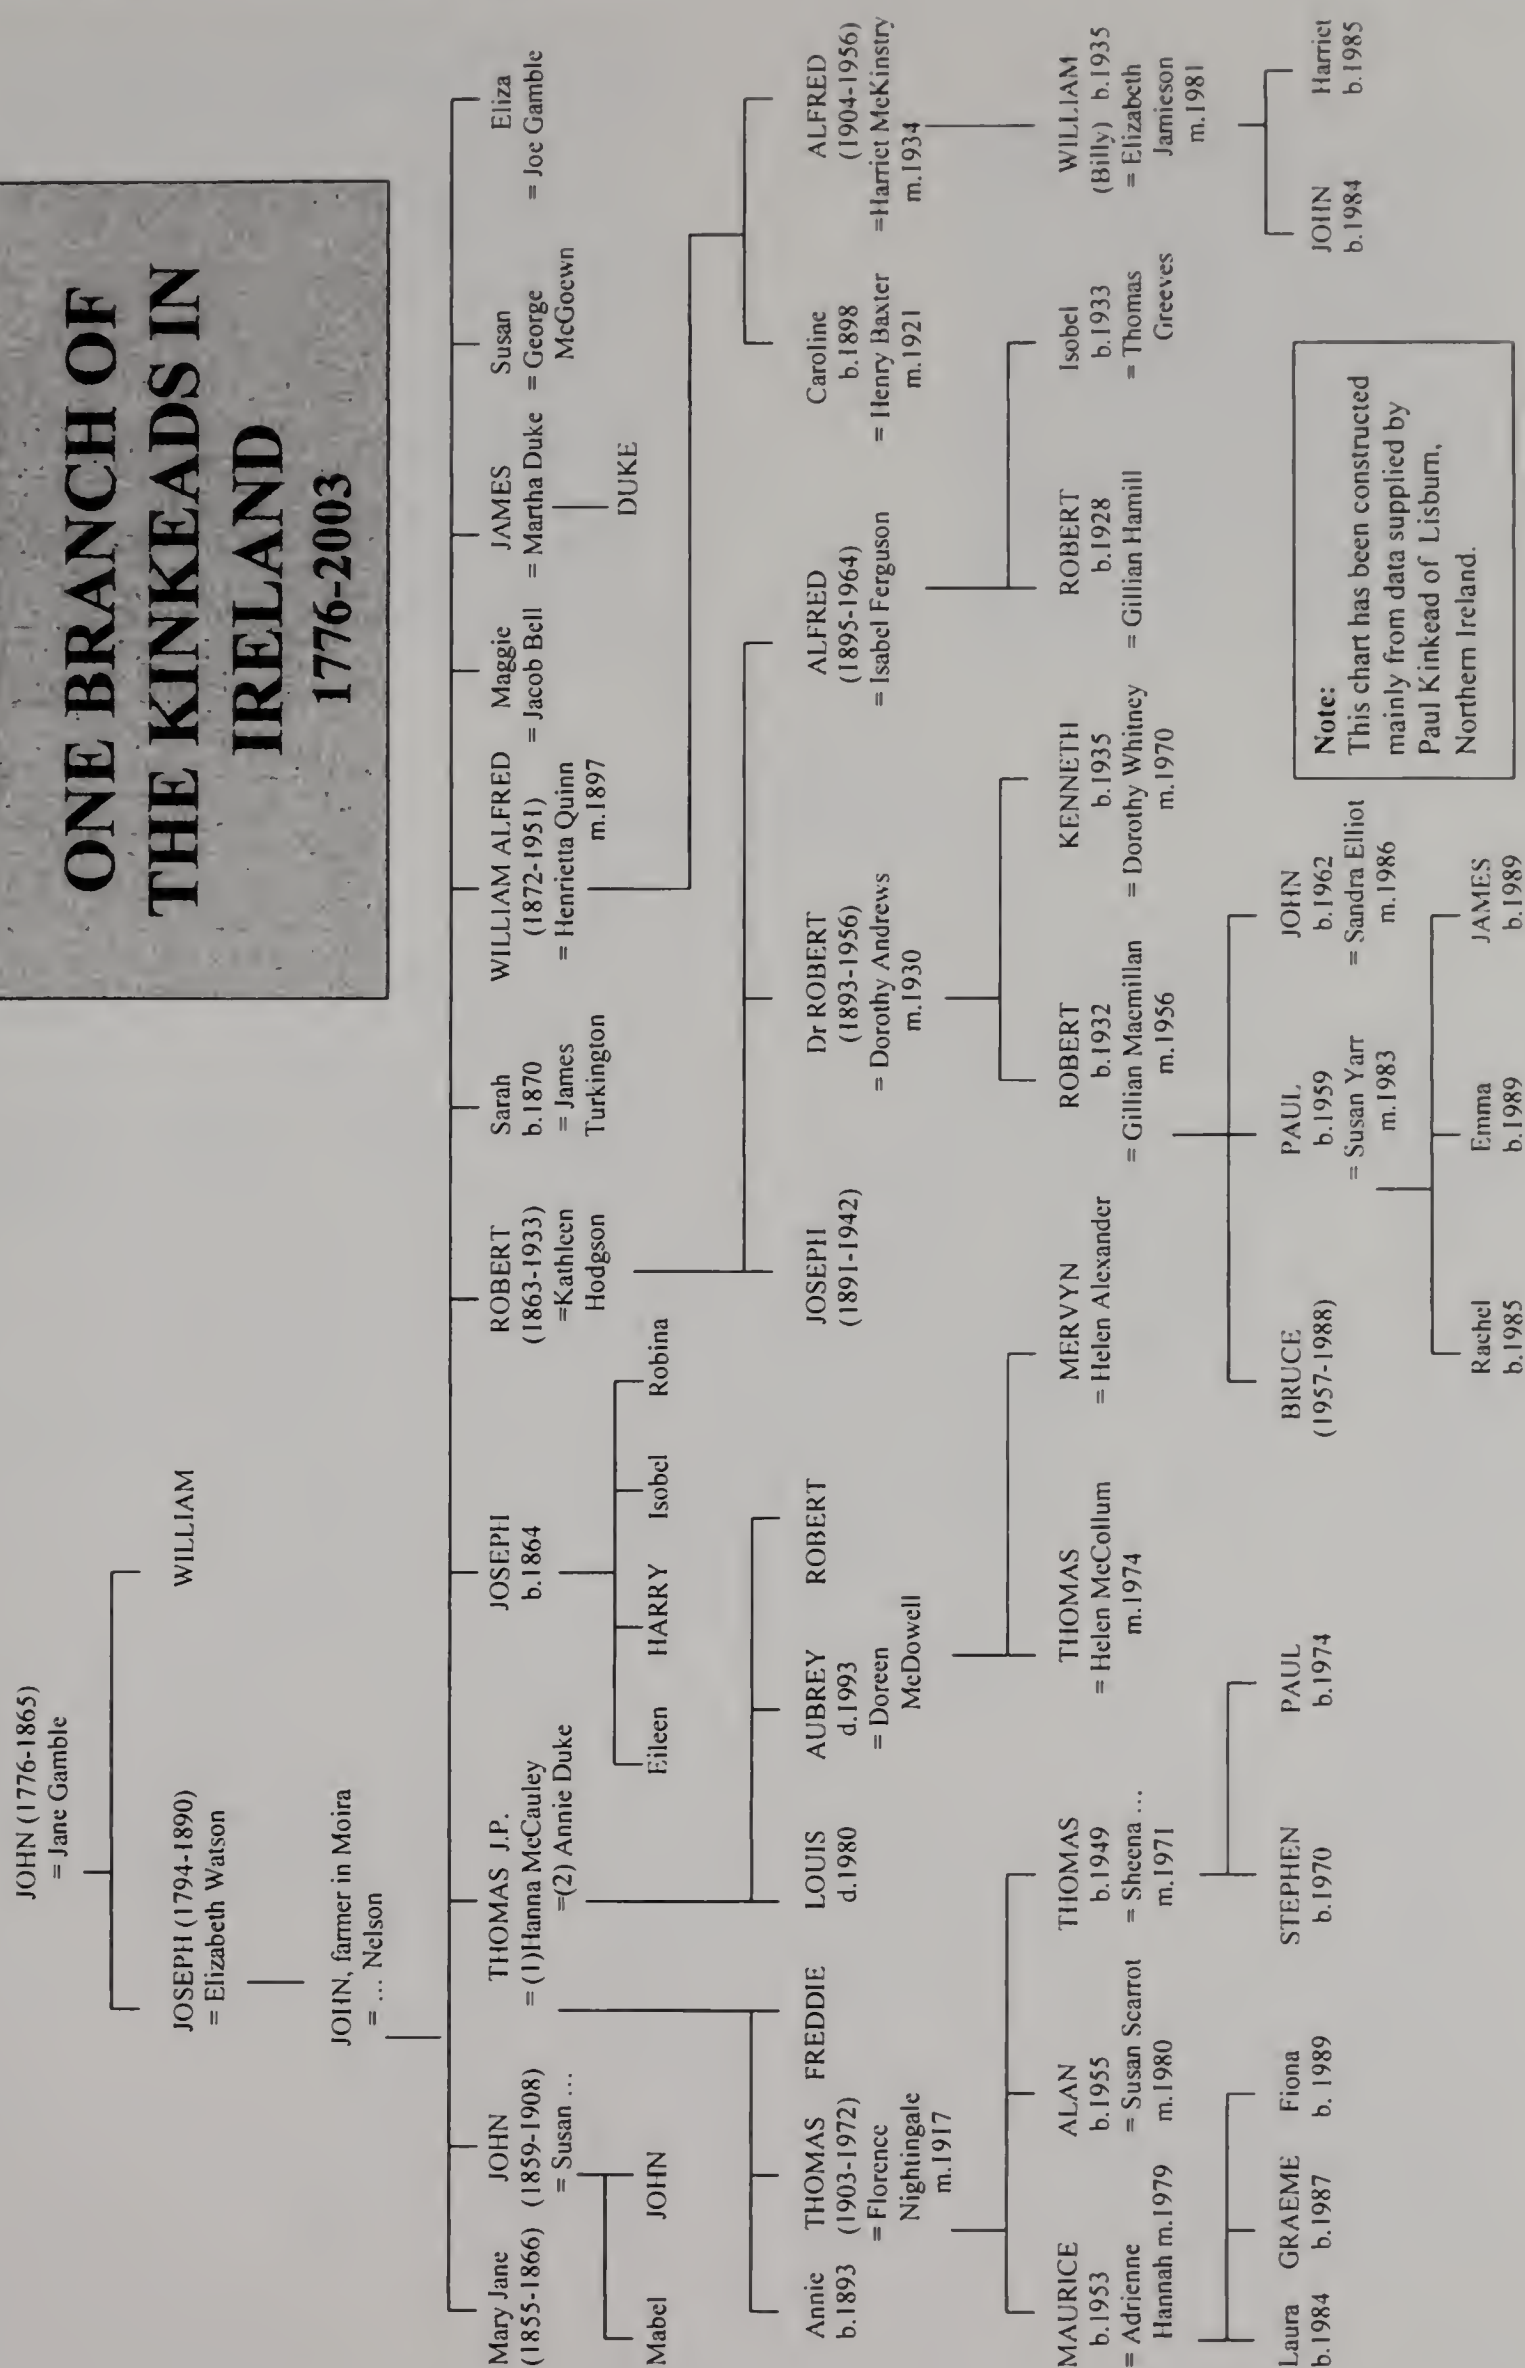 ONE BRANCH OF
THE KINKEADS IN
IRELAND
1776-2003
JOHN (1776-1865)
= Jane Gamble
JOSEPH (1794-1890)
= Elizabeth Watson
WILLIAM
JOHN, farmer in Moira
= ... Nelson
Mary Jane
(1855-1866)
JOHN
(1859-1908)
= Susan ...
THOMAS J.P.
= (1)Hanna McCauley
=(2) Annie Duke
JOSEPH
b.1864
ROBERT
(1863-1933)
=Kathleen
Hodgson
Sarah
b.1870
= James
Turkington
WILLIAM ALFRED
(1872-1951)
= Henrietta Quinn
m.1897
Maggie
= Jacob Bell
JAMES
= Martha Duke
Susan
= George
McGoewn
Eliza
= Joe Gamble
Mabel
JOHN
Eileen
HARRY
Isobel
Robina
DUKE
Annie
b.1893
THOMAS
(1903-1972)
= Florence
Nightingale
m.1917
FREDDIE
LOUIS
d.1980
AUBREY
d.1993
= Doreen
McDowell
ROBERT
JOSEPH
(1891-1942)
Dr ROBERT
(1893-1956)
= Dorothy Andrews
m.1930
ALFRED
(1895-1964)
= Isabel Ferguson
Caroline
b.1898
= Henry Baxter
m.1921
ALFRED
(1904-1956)
=Harriet McKinstry
m.1934
MAURICE
b.1953
= Adrienne
Hannah m.1979
ALAN
b.1955
= Susan Scarrot
m.1980
THOMAS
b.1949
= Sheena ...
m.1971
THOMAS
= Helen McCollum
m.1974
MERVYN
= Helen Alexander
ROBERT
b.1932
= Gillian Macmillan
m.1956
KENNETH
b.1935
= Dorothy Whitney
m.1970
ROBERT
b.1928
= Gillian Hamill
Isobel
b.1933
= Thomas
Greeves
WILLIAM
(Billy) b.1935
= Elizabeth
Jamieson
m.1981
Laura
b.1984
GRAEME
b.1987
Fiona
b. 1989
STEPHEN
b.1970
PAUL
b.1974
BRUCE
(1957-1988)
PAUL
b.1959
= Susan Yarr
m.1983
JOHN
b.1962
= Sandra Elliot
m.1986
JOHN
b.1984
Harriet
b.1985
Rachel
b.1985
Emma
b.1989
JAMES
b.1989
Note:
This chart has been constructed
mainly from data supplied by
Paul Kinkead of Lisburn,
Northern Ireland.